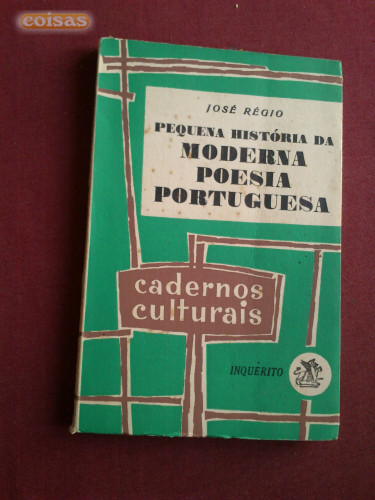 coisas
JOSÉ RÉGIO
PEQUENA HISTÓRIA DA
MODERNA
POESIA
PORTUGUESA
cadernos
culturais
INQUÉRITO